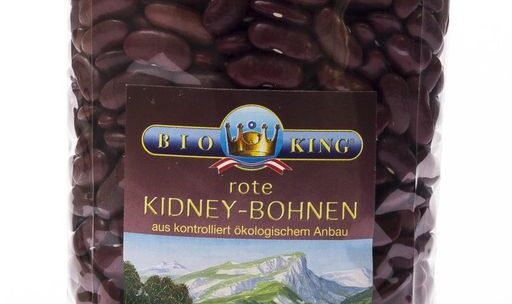 BIO KING®
rote
KIDNEY-BOHNEN
aus kontrolliert ökologischem Anbau